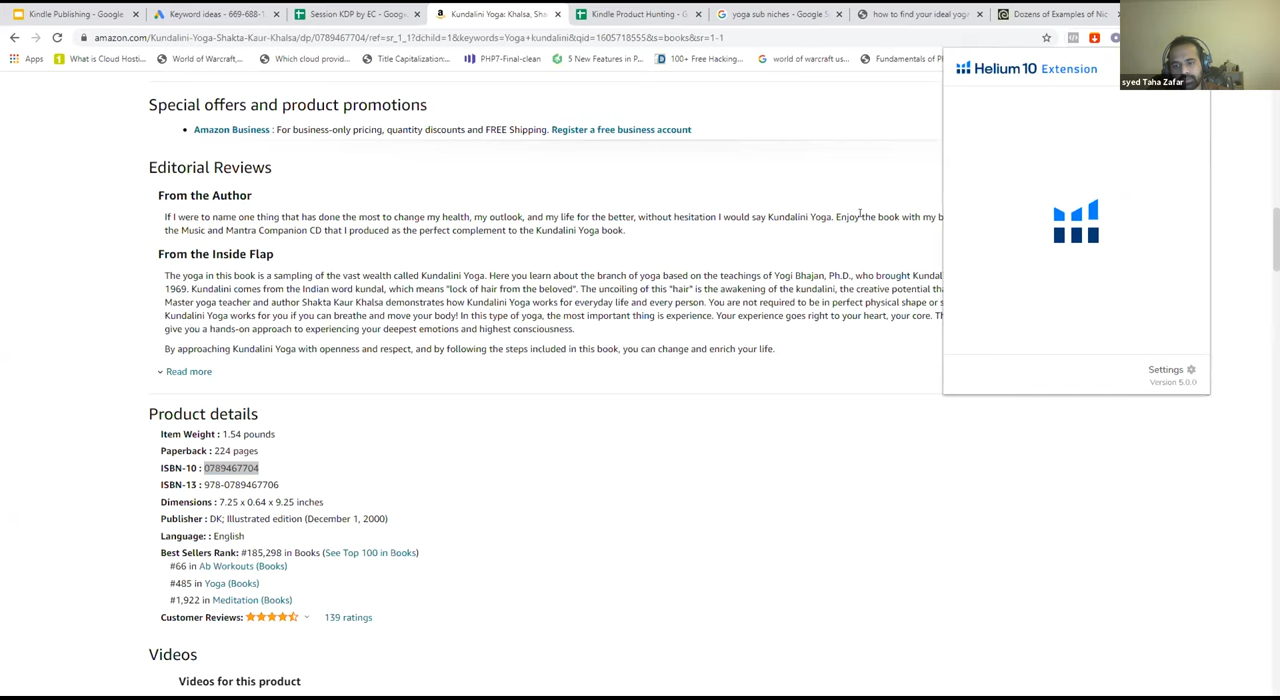 Kindle Publishing - Google
Keyword ideas - 669-688-1
Session KDP by EC - Goog
Kundalini Yoga: Khalsa, Sha
Kindle Product Hunting - G
yoga sub niches - Google S
how to find your ideal yog
Dozens of Examples of Nic
amazon.com/Kundalini-Yoga-Shakta-Kaur-Khalsa/dp/0789467704/ref=sr_1_1?dchild=1&keywords=Yoga+kundalini&qid=1605718555&s=books&sr=1-1
Apps
What is Cloud Hosti...
World of Warcraft,...
Which cloud provi...
Title Capitalization:...
PHP7-Final-clean
5 New Features in P...
100+ Free Hacking...
world of warcraft us...
Fundamentals of P
syed Taha Zafar
Helium 10 Extension
Special offers and product promotions
Amazon Business : For business-only pricing, quantity discounts and FREE Shipping. Register a free business account
Editorial Reviews
From the Author
If I were to name one thing that has done the most to change my health, my outlook, and my life for the better, without hesitation I would say Kundalini Yoga. Enjoy the book with my b
the Music and Mantra Companion CD that I produced as the perfect complement to the Kundalini Yoga book.
From the Inside Flap
The yoga in this book is a sampling of the vast wealth called Kundalini Yoga. Here you learn about the branch of yoga based on the teachings of Yogi Bhajan, Ph.D., who brought Kundal
1969. Kundalini comes from the Indian word kundal, which means "lock of hair from the beloved". The uncoiling of this "hair" is the awakening of the kundalini, the creative potential tha
Master yoga teacher and author Shakta Kaur Khalsa demonstrates how Kundalini Yoga works for everyday life and every person. You are not required to be in perfect physical shape or s
Kundalini Yoga works for you if you can breathe and move your body! In this type of yoga, the most important thing is experience. Your experience goes right to your heart, your core. Th
give you a hands-on approach to experiencing your deepest emotions and highest consciousness.
By approaching Kundalini Yoga with openness and respect, and by following the steps included in this book, you can change and enrich your life.
Read more
Settings
Version 5.0.0
Product details
Item Weight : 1.54 pounds
Paperback : 224 pages
ISBN-10 : 0789467704
ISBN-13 : 978-0789467706
Dimensions : 7.25 x 0.64 x 9.25 inches
Publisher : DK; Illustrated edition (December 1, 2000)
Language: : English
Best Sellers Rank: #185,298 in Books (See Top 100 in Books)
#66 in Ab Workouts (Books)
#485 in Yoga (Books)
#1,922 in Meditation (Books)
Customer Reviews: 139 ratings
Videos
Videos for this product